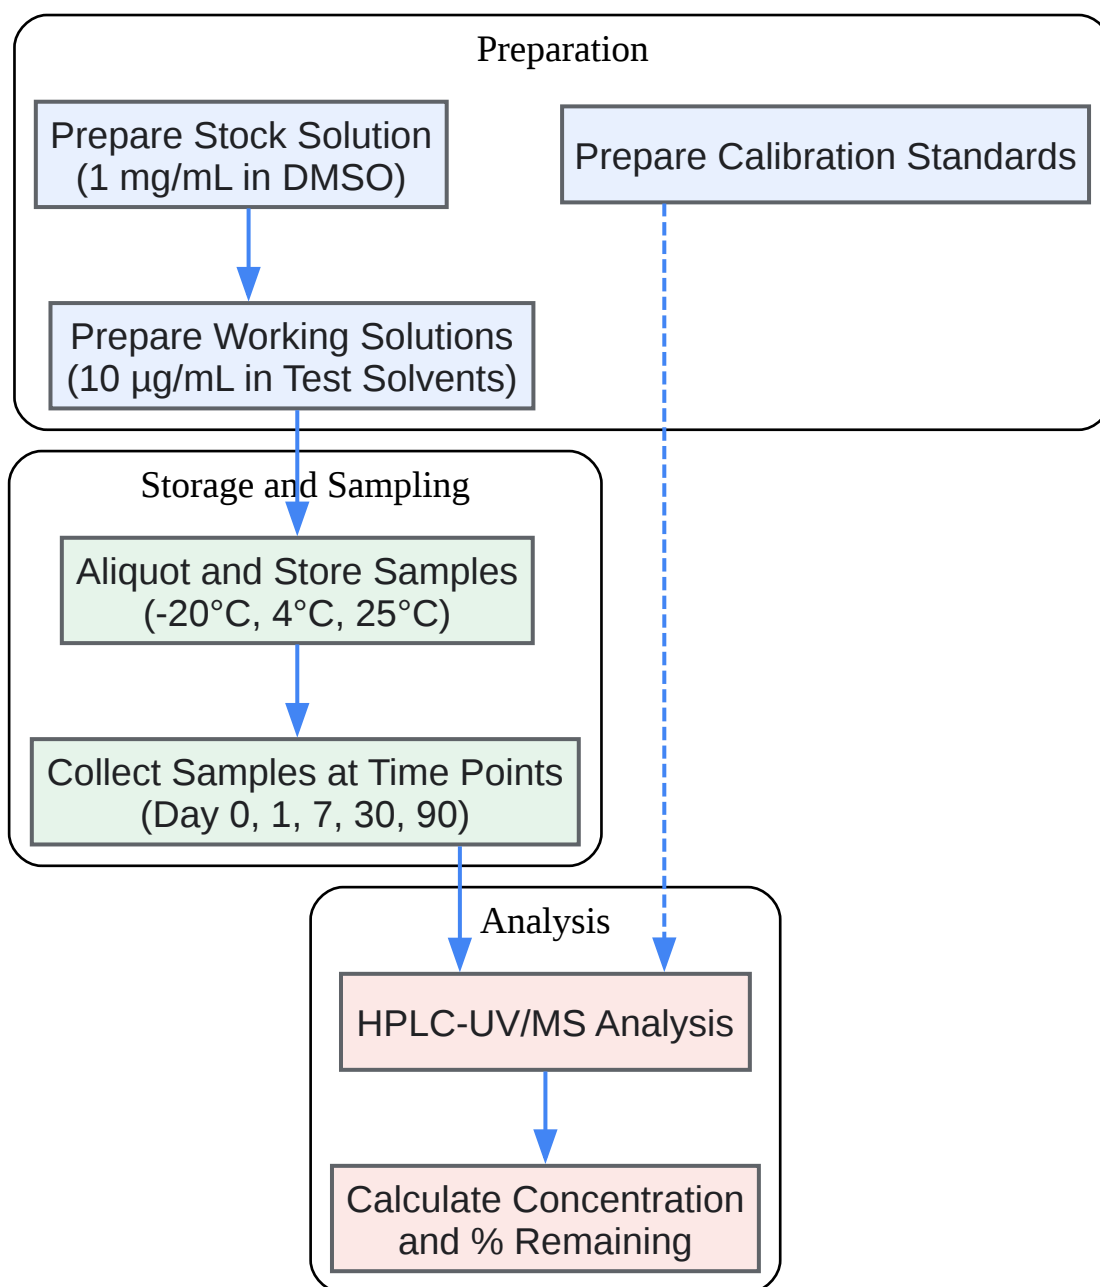 Preparation
Prepare Stock Solution
(1 mg/mL in DMSO)
Prepare Calibration Standards
Prepare Working Solutions
(10 µg/mL in Test Solvents)
Storage and Sampling
Aliquot and Store Samples
(-20°C, 4°C, 25°C)
Collect Samples at Time Points
(Day 0, 1, 7, 30, 90)
Analysis
HPLC-UV/MS Analysis
Calculate Concentration
and % Remaining